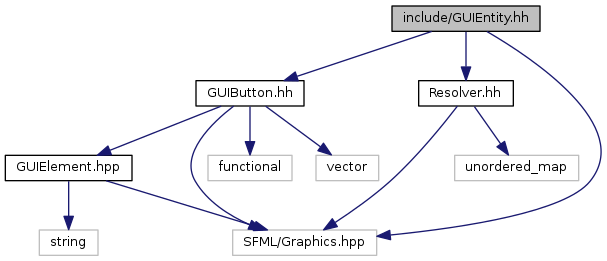 include/GUIEntity.hh
GUIButton.hh
Resolver.hh
GUIElement.hpp
functional
vector
unordered_map
string
SFML/Graphics.hpp